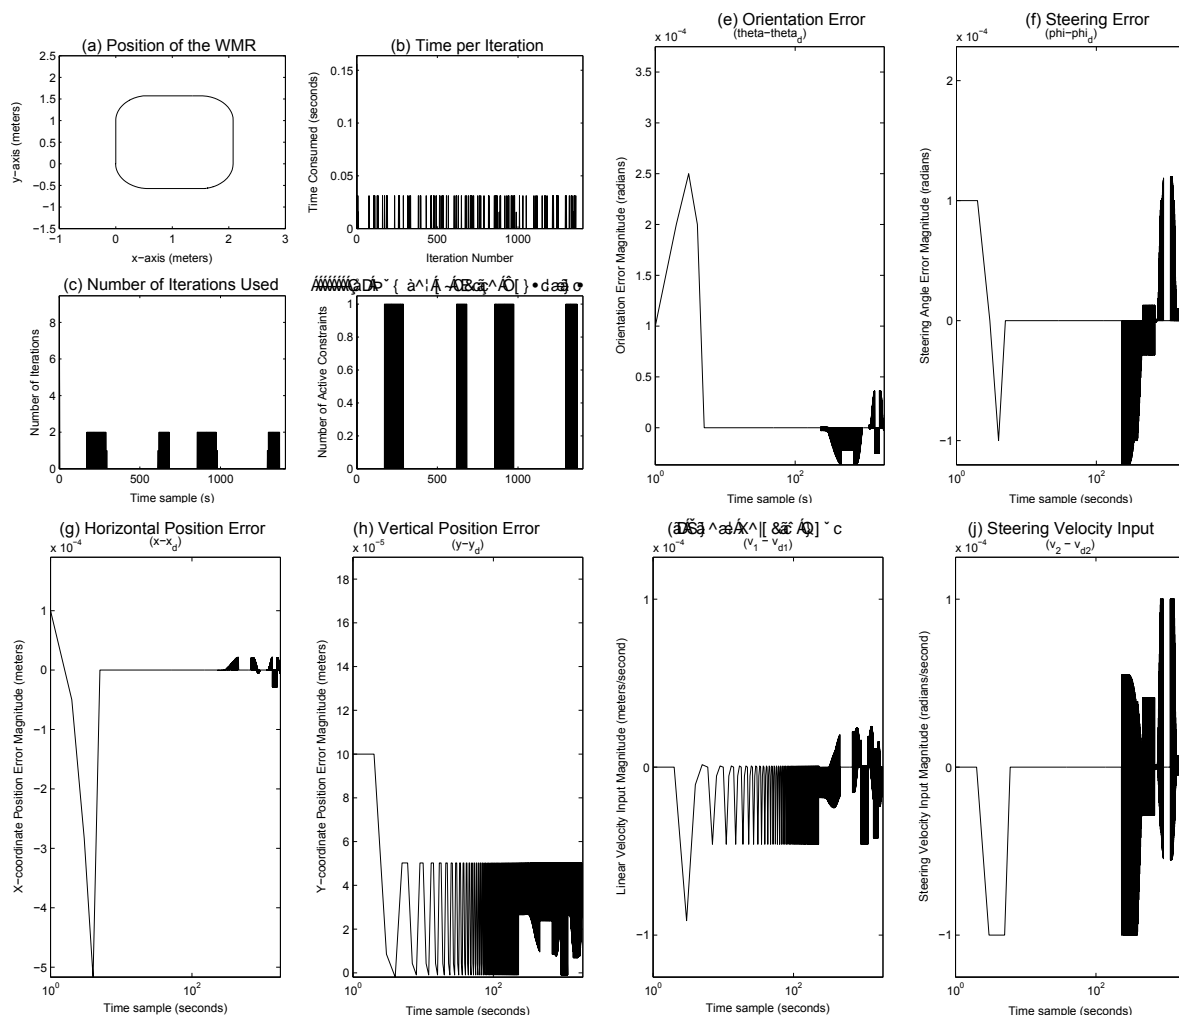 (a) Position of the WMR
2.5
2
1.5
1
0.5
0
−0.5
−1
−1.5
y−axis (meters)
−1
0
1
2
3
x−axis (meters)
(b) Time per Iteration
0.15
0.1
0.05
0
Time Consumed (seconds)
0
500
1000
Iteration Number
(c) Number of Iterations Used
8
6
4
2
0
Number of Iterations
0
500
1000
Time sample (s)
1
0.8
0.6
0.4
0.2
0
Number of Active Constraints
0
500
1000
Time sample (s)
(e) Orientation Error
(theta−theta_d)
x 10^−4
3.5
3
2.5
2
1.5
1
0.5
0
Orientation Error Magnitude (radians)
10^0
10^2
Time sample (s)
(f) Steering Error
(phi−phi_d)
x 10^−4
2
1
0
−1
Steering Angle Error Magnitude (radians)
10^0
10^2
Time sample (seconds)
(g) Horizontal Position Error
(x−x_d)
x 10^−4
1
0
−1
−2
−3
−4
−5
X−coordinate Position Error Magnitude (meters)
10^0
10^2
Time sample (seconds)
(h) Vertical Position Error
(y−y_d)
x 10^−5
18
16
14
12
10
8
6
4
2
0
Y−coordinate Position Error Magnitude (meters)
10^0
10^2
Time sample (seconds)
(v_1 − v_d1)
x 10^−4
1
0
−1
Linear Velocity Input Magnitude (meters/second)
10^0
10^2
Time sample (seconds)
(j) Steering Velocity Input
(v_2 − v_d2)
x 10^−4
1
0
−1
Steering Velocity Input Magnitude (radians/second)
10^0
10^2
Time sample (seconds)